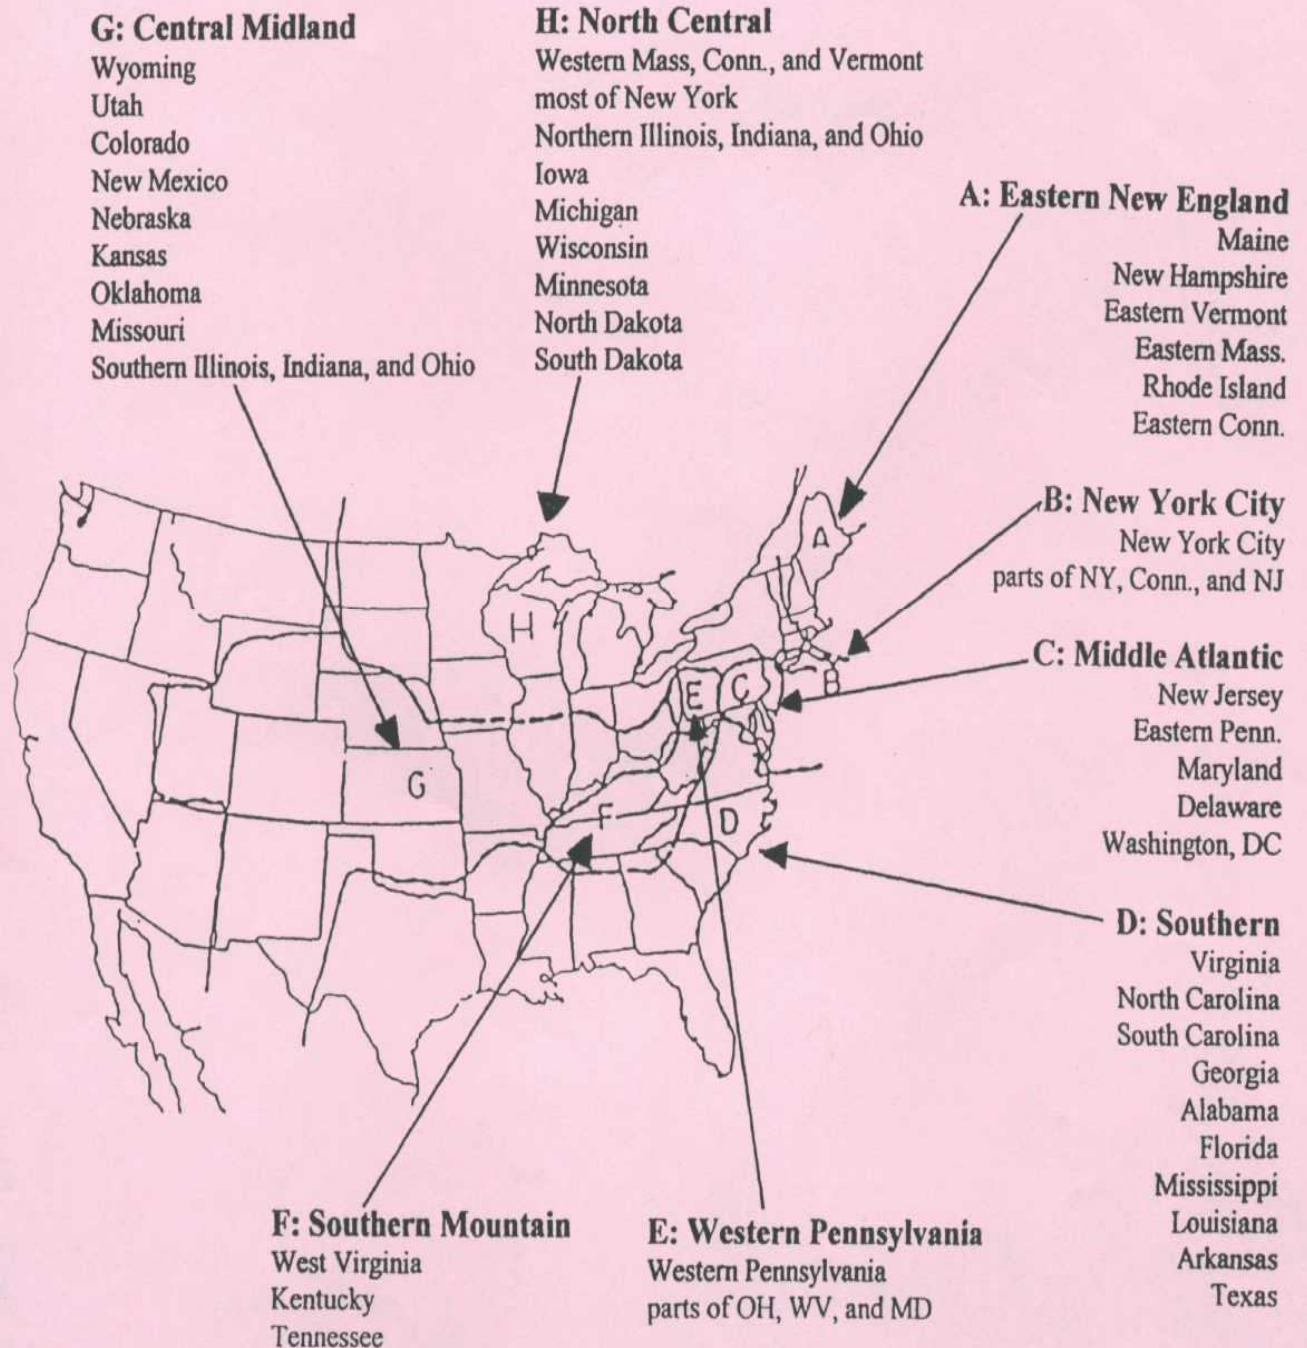 G: Central Midland
Wyoming
Utah
Colorado
New Mexico
Nebraska
Kansas
Oklahoma
Missouri
Southern Illinois, Indiana, and Ohio
H: North Central
Western Mass, Conn., and Vermont
most of New York
Northern Illinois, Indiana, and Ohio
Iowa
Michigan
Wisconsin
Minnesota
North Dakota
South Dakota
A: Eastern New England
Maine
New Hampshire
Eastern Vermont
Eastern Mass.
Rhode Island
Eastern Conn.
B: New York City
New York City
parts of NY, Conn., and NJ
C: Middle Atlantic
New Jersey
Eastern Penn.
Maryland
Delaware
Washington, DC
D: Southern
Virginia
North Carolina
South Carolina
Georgia
Alabama
Florida
Mississippi
Louisiana
Arkansas
Texas
A
H
E
C
B
G
F
D
F: Southern Mountain
West Virginia
Kentucky
Tennessee
E: Western Pennsylvania
Western Pennsylvania
parts of OH, WV, and MD